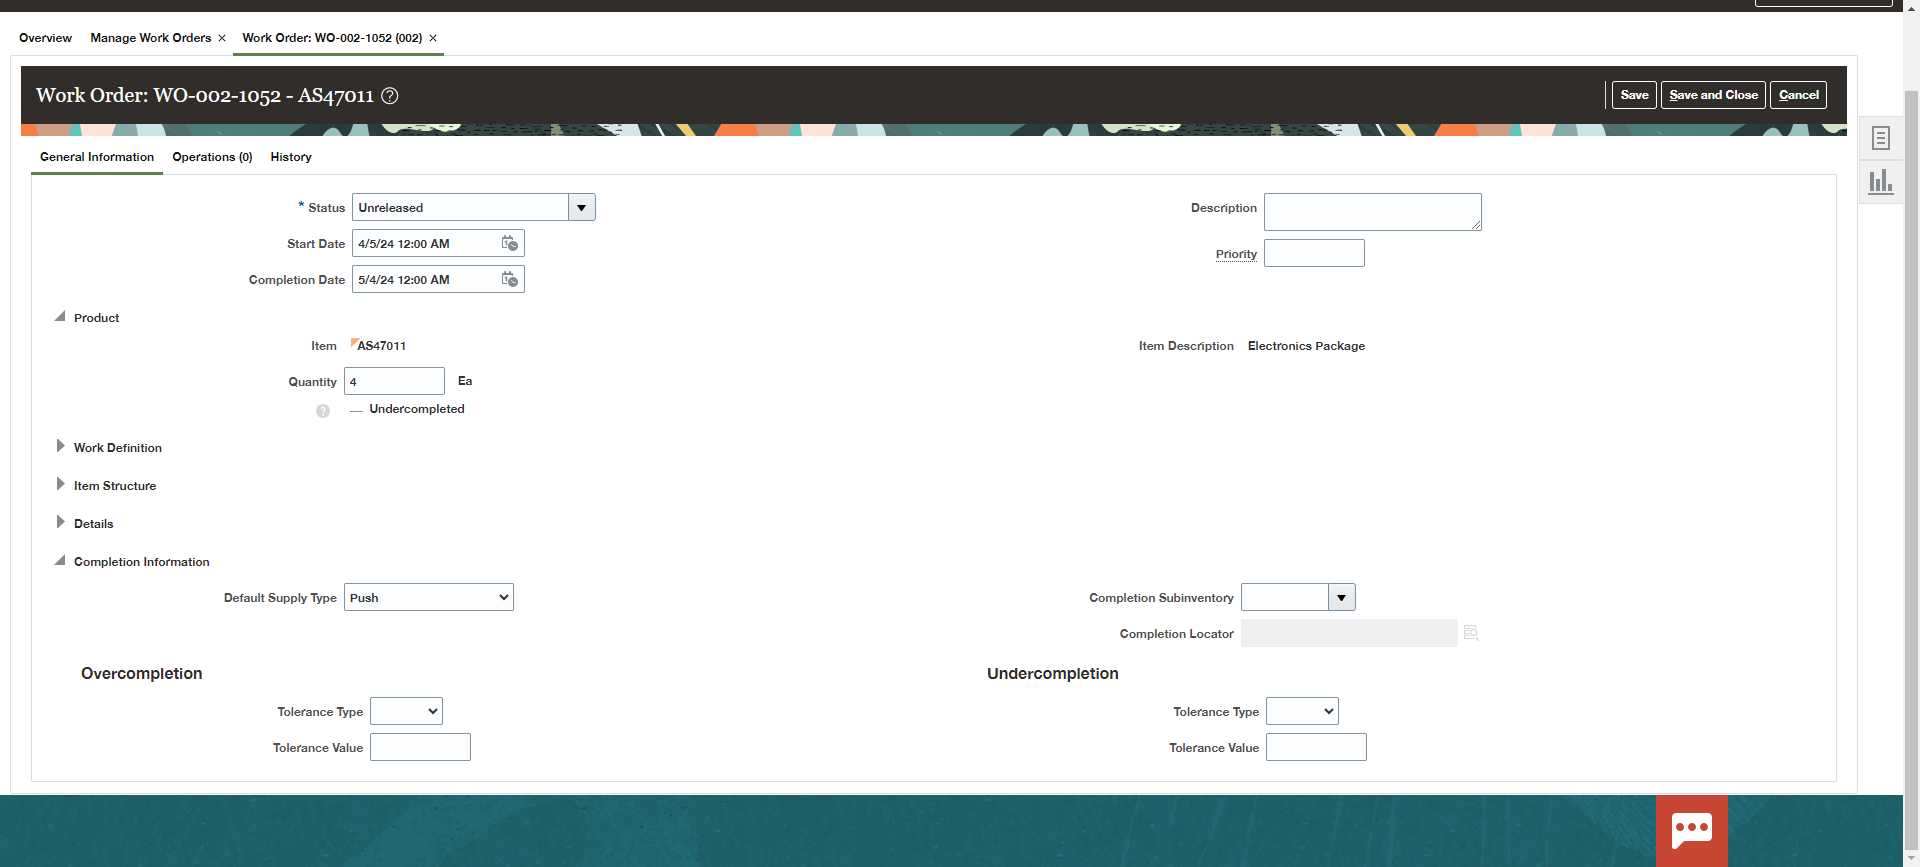 Overview Manage Work Orders × Work Order: WO-002-1052 (002) ×
Work Order: WO-002-1052 - AS47011 ?
Save Save and Close Cancel
General Information Operations (0) History
* Status Unreleased
Description
Start Date 4/5/24 12:00 AM
Priority
Completion Date 5/4/24 12:00 AM
Product
Item AS47011
Item Description Electronics Package
Quantity 4 Ea
? — Undercompleted
Work Definition
Item Structure
Details
Completion Information
Default Supply Type Push
Completion Subinventory
Completion Locator
Overcompletion
Undercompletion
Tolerance Type
Tolerance Type
Tolerance Value
Tolerance Value